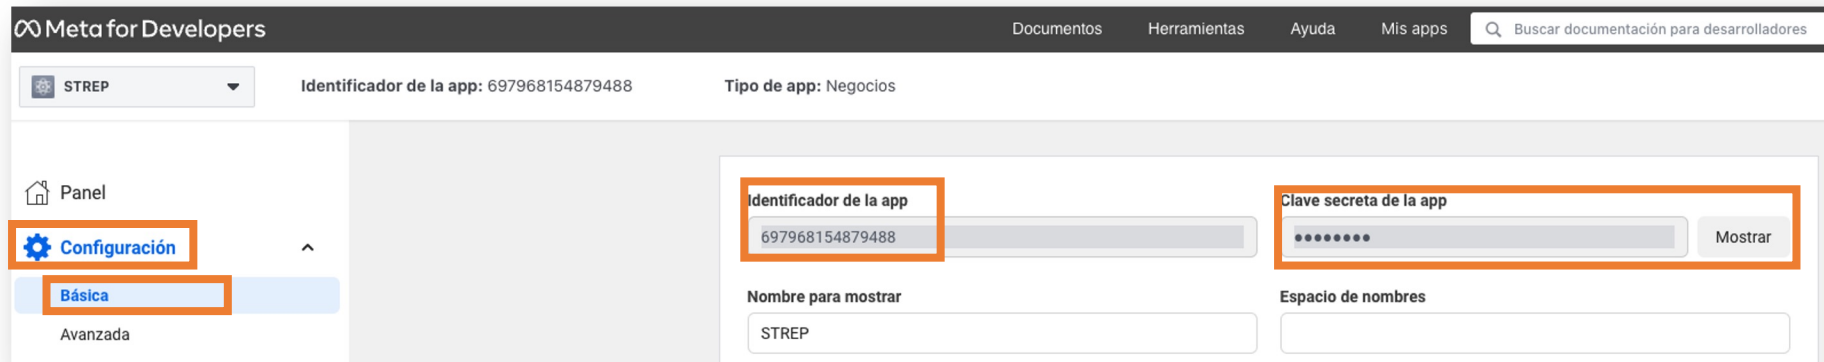 Meta for Developers
Documentos
Herramientas
Ayuda
Mis apps
Buscar documentación para desarrolladores
STREP
Identificador de la app: 697968154879488
Tipo de app: Negocios
Panel
Configuración
Básica
Avanzada
Identificador de la app
697968154879488
Clave secreta de la app
••••••••
Mostrar
Nombre para mostrar
STREP
Espacio de nombres